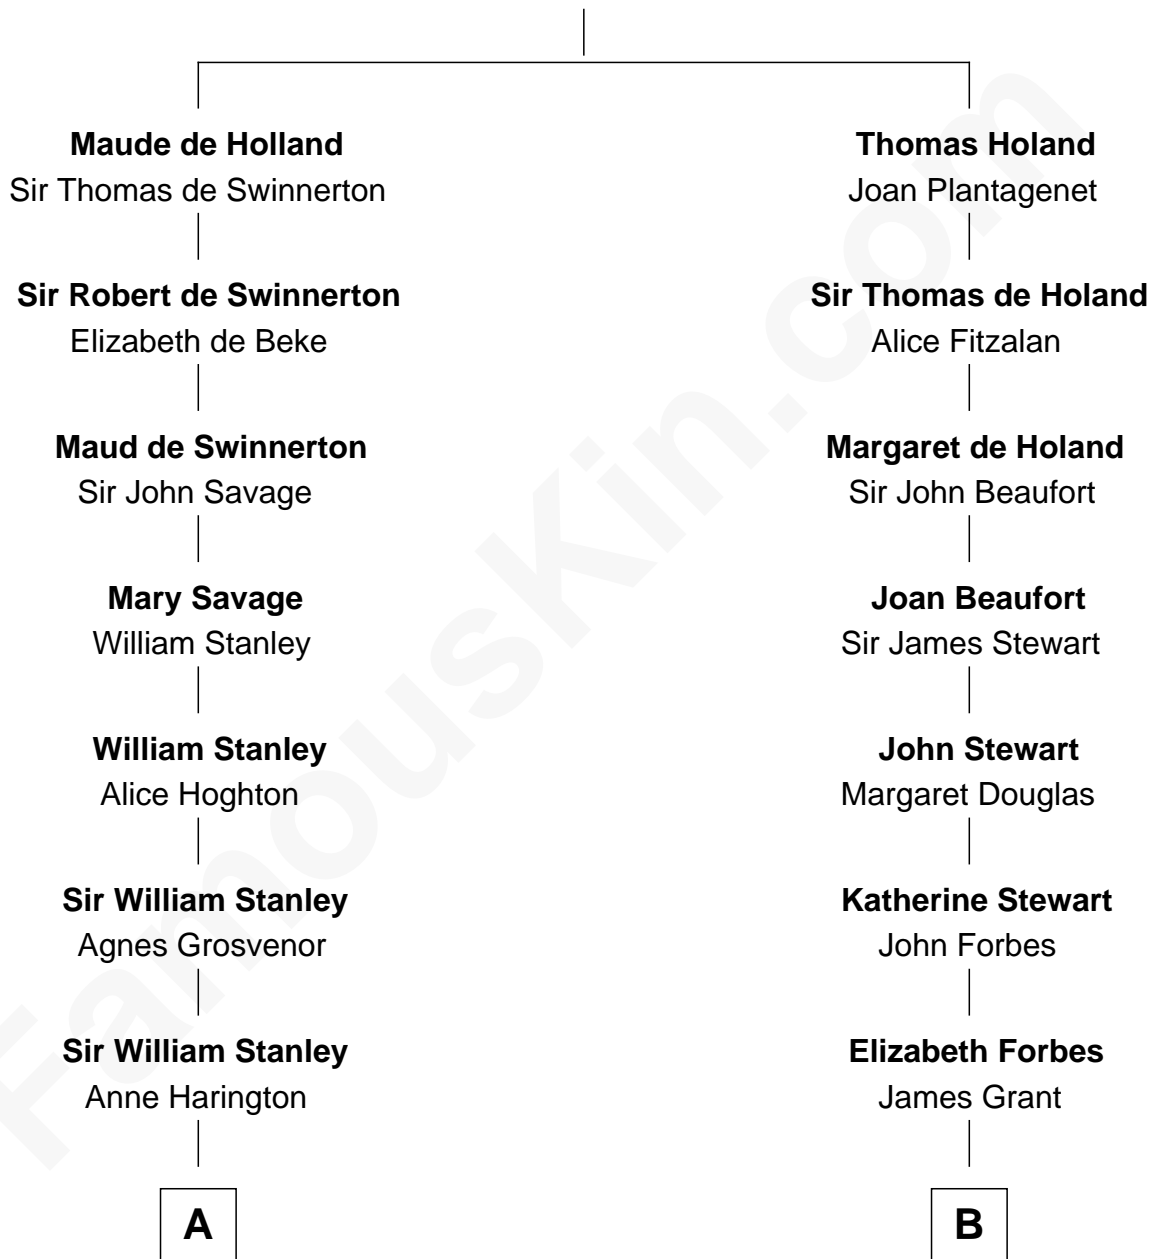 Maude de Holland
Sir Thomas de Swinnerton
Thomas Holand
Joan Plantagenet
Sir Robert de Swinnerton
Elizabeth de Beke
Sir Thomas de Holand
Alice Fitzalan
Maud de Swinnerton
Sir John Savage
Margaret de Holand
Sir John Beaufort
Mary Savage
William Stanley
Joan Beaufort
Sir James Stewart
William Stanley
Alice Hoghton
John Stewart
Margaret Douglas
Sir William Stanley
Agnes Grosvenor
Katherine Stewart
John Forbes
Sir William Stanley
Anne Harington
Elizabeth Forbes
James Grant
A
B
FamousKin.com